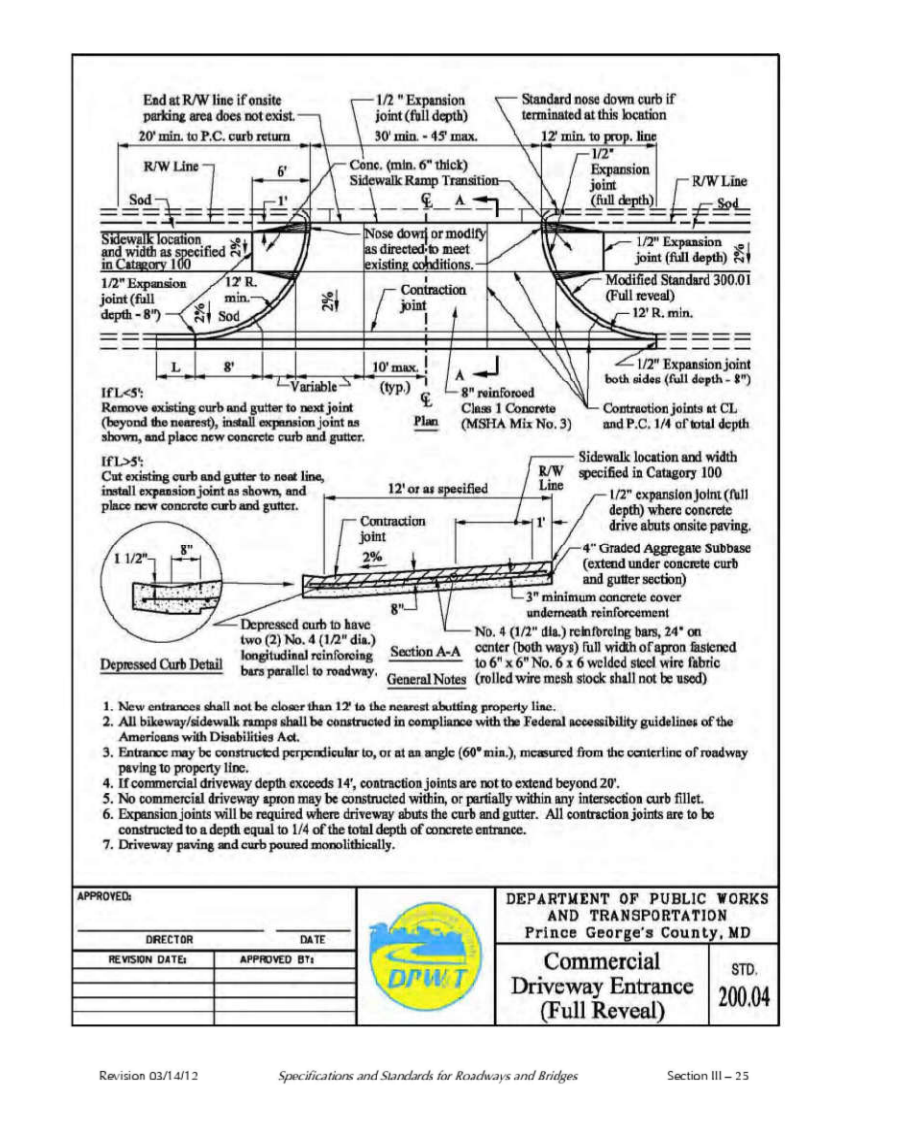 End at R/W line if onsite
parking area does not exist.
1/2 " Expansion
joint (full depth)
Standard nose down curb if
terminated at this location
20' min. to P.C. curb return
30' min. - 45' max.
12' min. to prop. line
R/W Line
6'
Conc. (min. 6" thick)
Sidewalk Ramp Transition
1/2"
Expansion
joint
(full depth)
R/W Line
Sod
1'
℄
A
Sod
Sidewalk location
and width as specified
in Catagory 100
2%
Nose down or modify
as directed to meet
existing conditions.
1/2" Expansion
joint (full depth)
2%
1/2" Expansion
joint (full
depth - 8")
12' R.
min.
2%
Sod
2%
Contraction
joint
Modified Standard 300.01
(Full reveal)
12' R. min.
L
8'
Variable
10' max.
(typ.)
℄
A
1/2" Expansion joint
both sides (full depth - 8")
If L<5':
Remove existing curb and gutter to next joint
(beyond the nearest), install expansion joint as
shown, and place new concrete curb and gutter.
Plan
8" reinforced
Class 1 Concrete
(MSHA Mix No. 3)
Contraction joints at CL
and P.C. 1/4 of total depth
If L>5':
Cut existing curb and gutter to neat line,
install expansion joint as shown, and
place new concrete curb and gutter.
12' or as specified
R/W
Line
Sidewalk location and width
specified in Catagory 100
1/2" expansion joint (full
depth) where concrete
drive abuts onsite paving.
Contraction
joint
1'
2%
4" Graded Aggregate Subbase
(extend under concrete curb
and gutter section)
1 1/2"
8"
8"
3" minimum concrete cover
underneath reinforcement
Depressed curb to have
two (2) No. 4 (1/2" dia.)
longitudinal reinforcing
bars parallel to roadway.
Depressed Curb Detail
Section A-A
No. 4 (1/2" dia.) reinforcing bars, 24" on
center (both ways) full width of apron fastened
to 6" x 6" No. 6 x 6 welded steel wire fabric
(rolled wire mesh stock shall not be used)
General Notes
1. New entrances shall not be closer than 12' to the nearest abutting property line.
2. All bikeway/sidewalk ramps shall be constructed in compliance with the Federal accessibility guidelines of the
Americans with Disabilities Act.
3. Entrance may be constructed perpendicular to, or at an angle (60° min.), measured from the centerline of roadway
paving to property line.
4. If commercial driveway depth exceeds 14', contraction joints are not to extend beyond 20'.
5. No commercial driveway apron may be constructed within, or partially within any intersection curb fillet.
6. Expansion joints will be required where driveway abuts the curb and gutter. All contraction joints are to be
constructed to a depth equal to 1/4 of the total depth of concrete entrance.
7. Driveway paving and curb poured monolithically.
APPROVED:
DIRECTOR
DATE
REVISION DATE:
APPROVED BY:
DPW&T
DEPARTMENT OF PUBLIC WORKS
AND TRANSPORTATION
Prince George's County, MD
Commercial
Driveway Entrance
(Full Reveal)
STD.
200.04
Revision 03/14/12
Specifications and Standards for Roadways and Bridges
Section III – 25